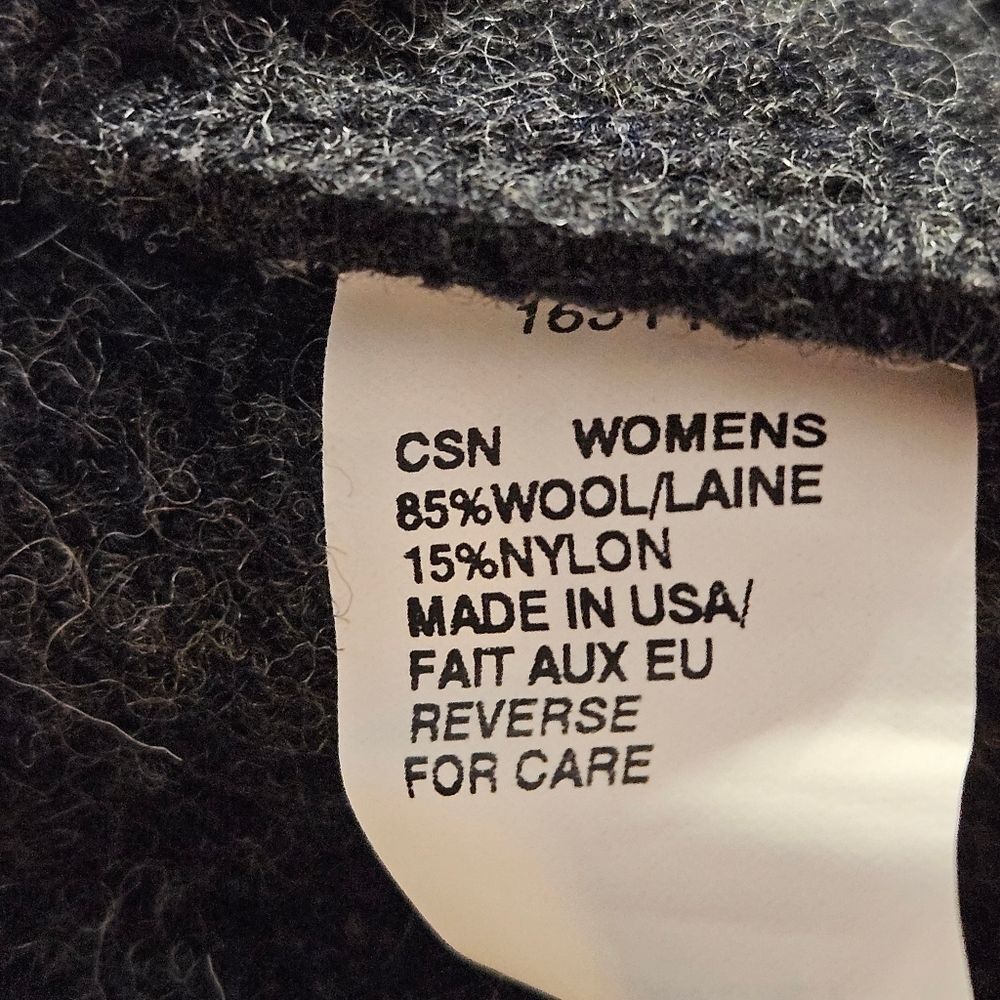 CSN WOMENS
85%WOOL/LAINE
15%NYLON
MADE IN USA/
FAIT AUX EU
REVERSE
FOR CARE